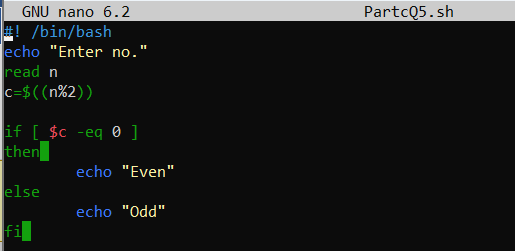 GNU nano 6.2 PartcQ5.sh
#! /bin/bash
echo "Enter no."
read n
c=$((n%2))
if [ $c -eq 0 ]
then
echo "Even"
else
echo "Odd"
fi